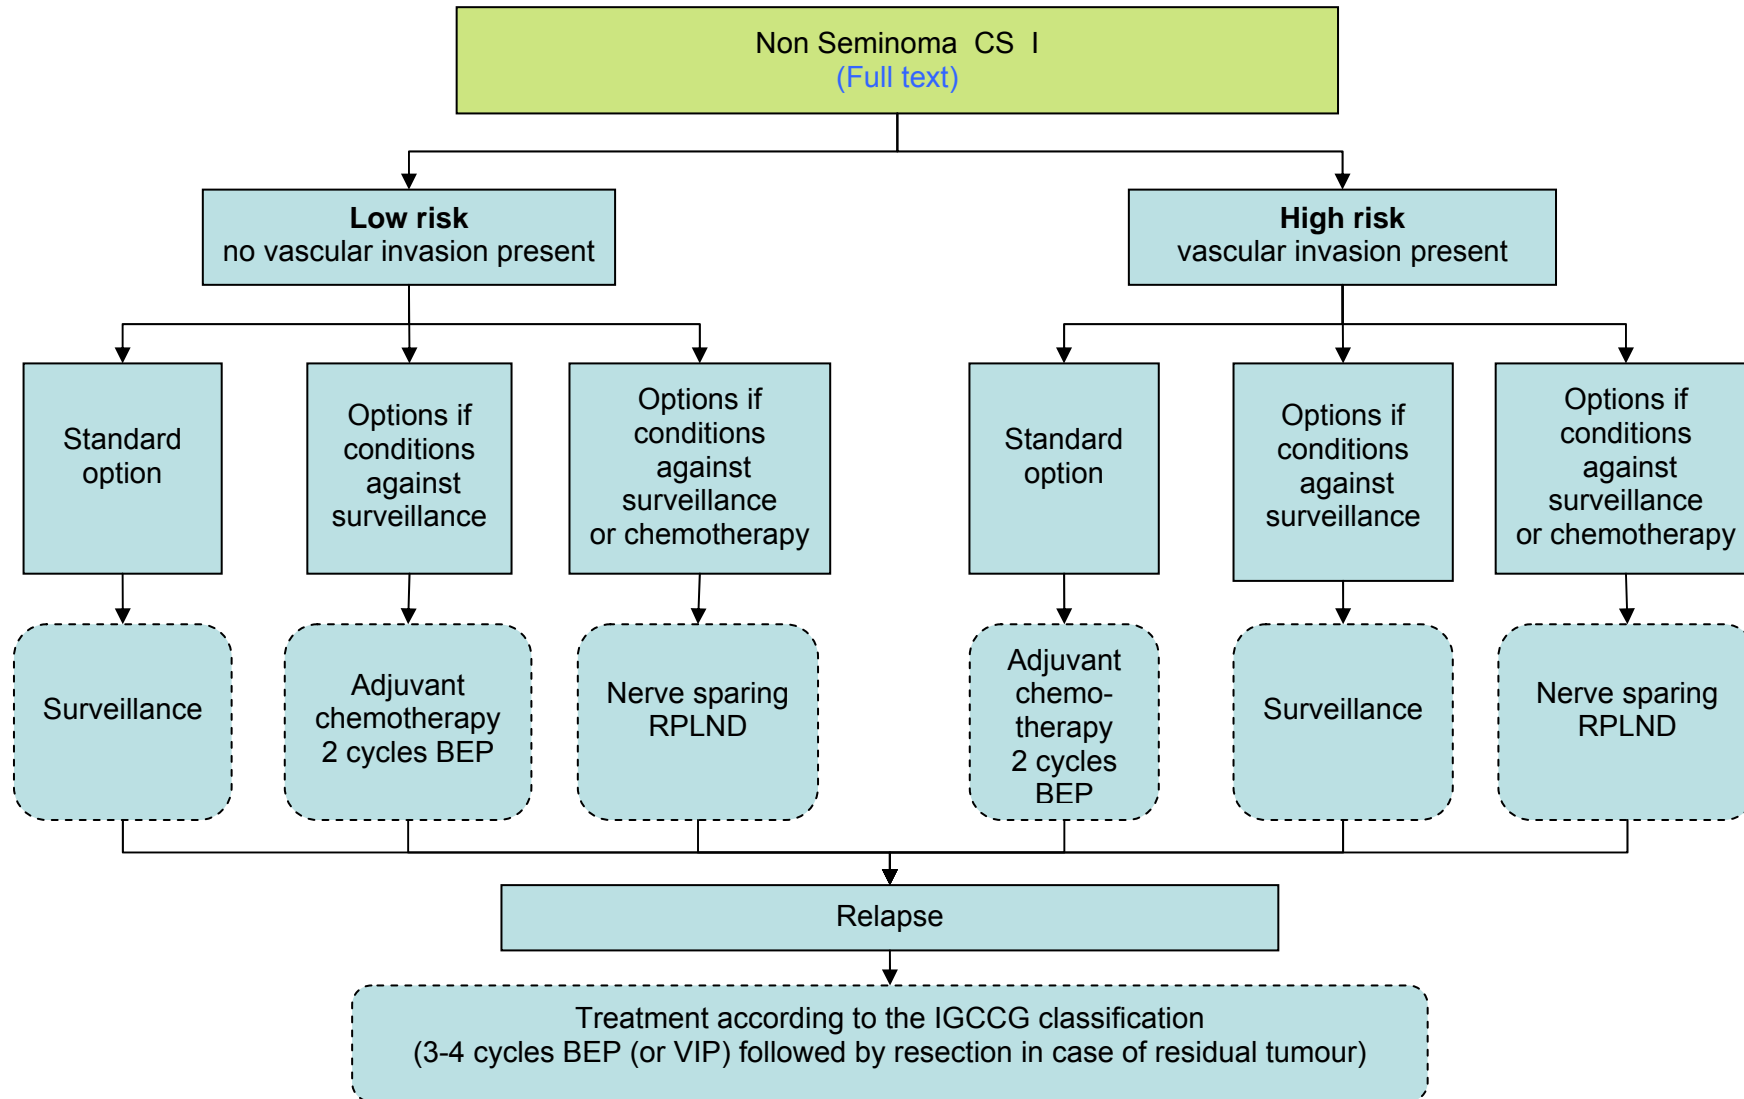 Non Seminoma CS I
(Full text)
Low risk
no vascular invasion present
High risk
vascular invasion present
Standard
option
Options if
conditions
against
surveillance
Options if
conditions
against
surveillance
or chemotherapy
Standard
option
Options if
conditions
against
surveillance
Options if
conditions
against
surveillance
or chemotherapy
Surveillance
Adjuvant
chemotherapy
2 cycles BEP
Nerve sparing
RPLND
Adjuvant
chemo-
therapy
2 cycles
BEP
Surveillance
Nerve sparing
RPLND
Relapse
Treatment according to the IGCCG classification
(3-4 cycles BEP (or VIP) followed by resection in case of residual tumour)